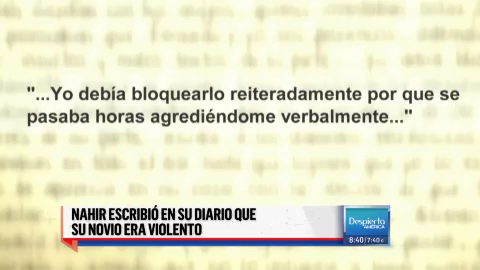 "...Yo debía bloquearlo reiteradamente por que se
pasaba horas agrediéndome verbalmente..."
NAHIR ESCRIBIÓ EN SU DIARIO QUE
SU NOVIO ERA VIOLENTO
Despierta
AMÉRICA
8:40/7:40 c